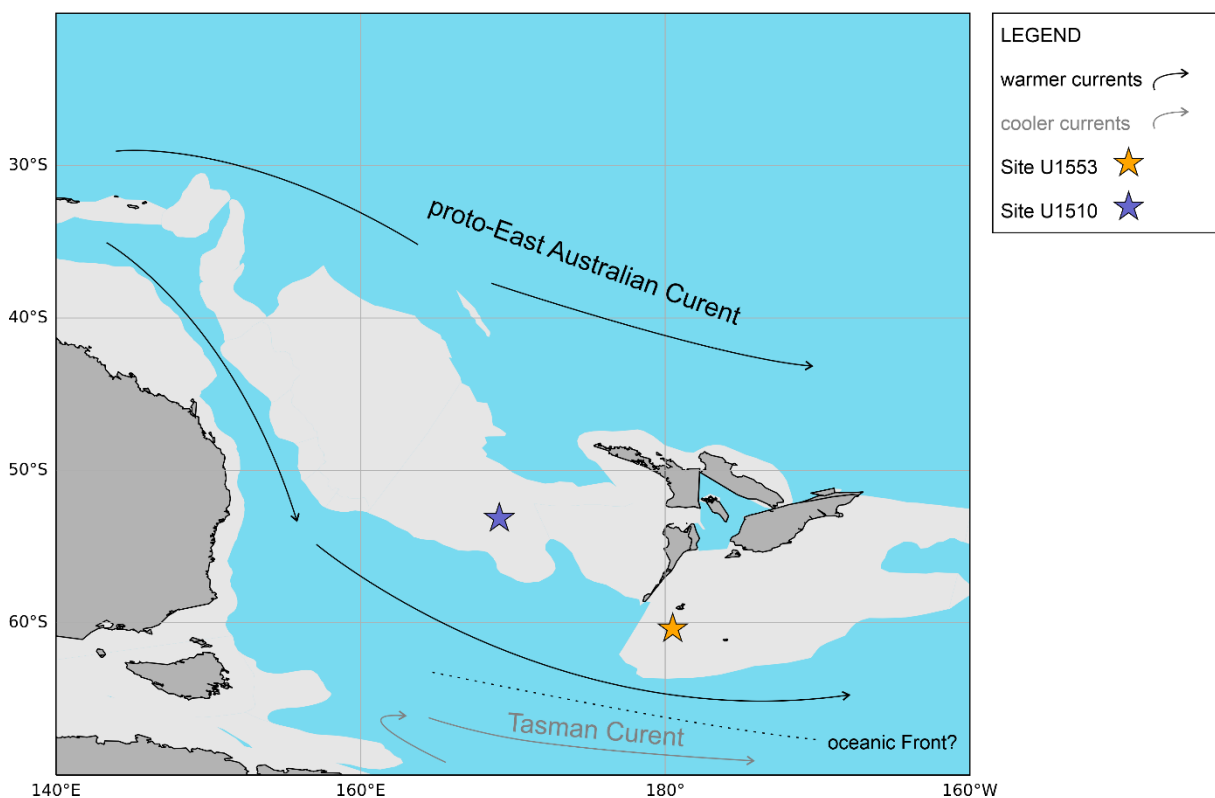 LEGEND
warmer currents
cooler currents
Site U1553
Site U1510
30°S
proto-East Australian Curent
40°S
50°S
60°S
Tasman Curent
oceanic Front?
140°E
160°E
180°
160°W